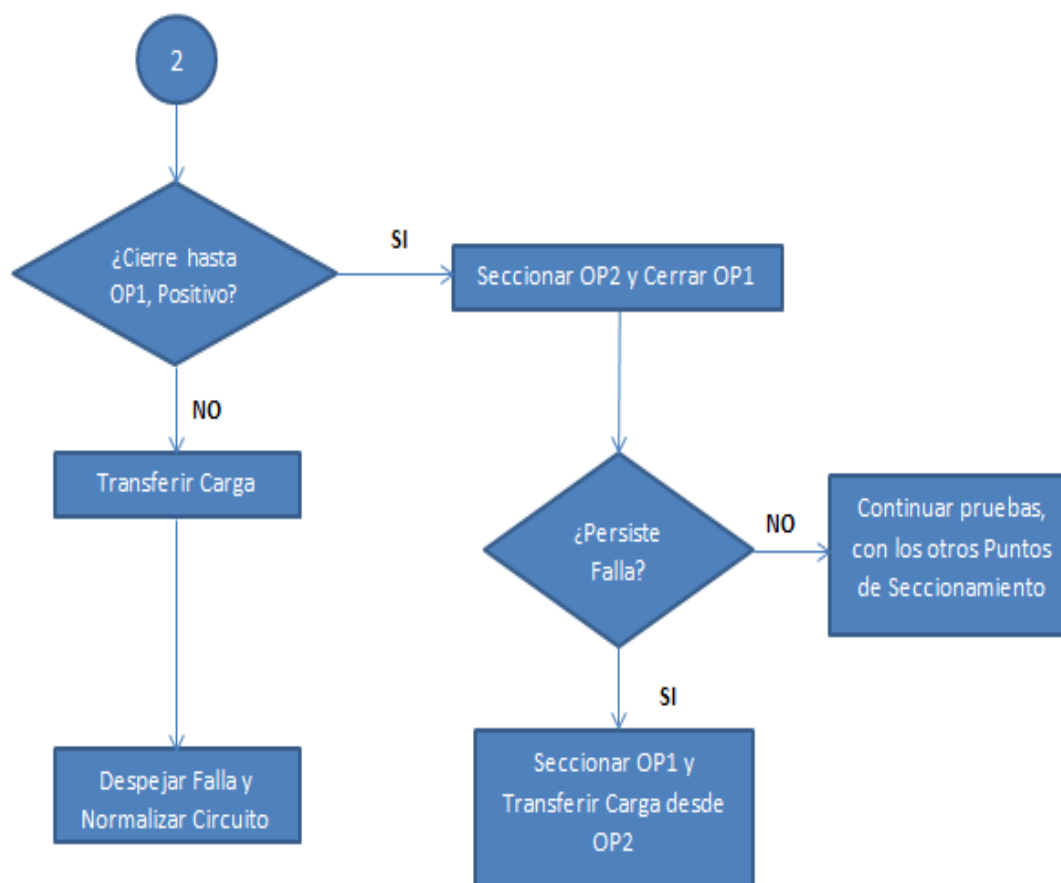 2
¿Cierre hasta
OP1, Positivo?
SI
Seccionar OP2 y Cerrar OP1
NO
Transferir Carga
¿Persiste
Falla?
NO
Continuar pruebas,
con los otros Puntos
de Seccionamiento
SI
Despejar Falla y
Normalizar Circuito
Seccionar OP1 y
Transferir Carga desde
OP2